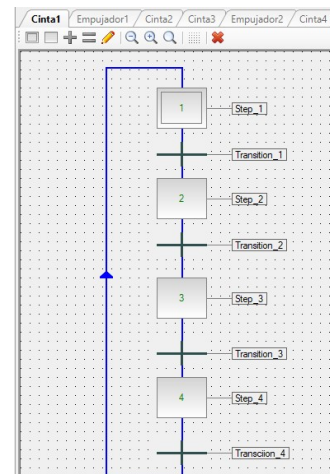 Cinta1 Empujador1 Cinta2 Cinta3 Empujador2 Cinta4
1 Step_1
Transition_1
2 Step_2
Transition_2
3 Step_3
Transition_3
4 Step_4
Transciion_4